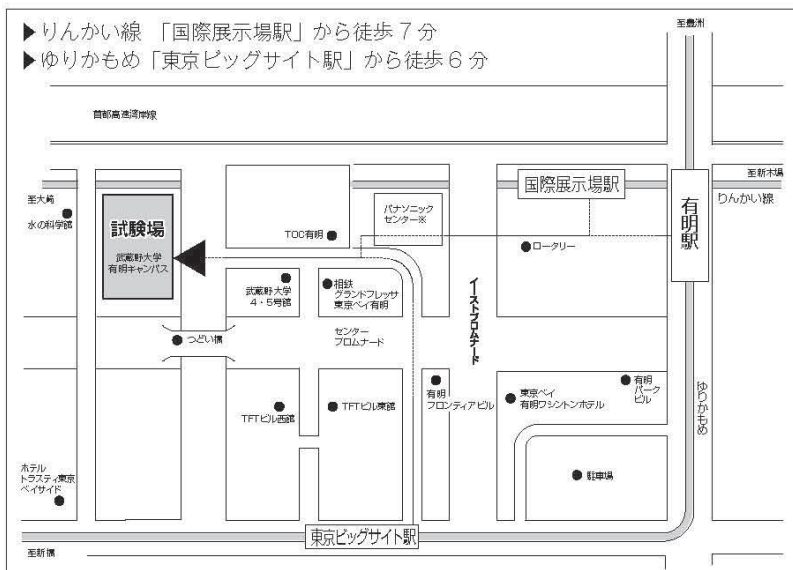 ▶りんかい線 「国際展示場駅」から徒歩7分
▶ゆりかもめ「東京ビッグサイト駅」から徒歩6分
至豊洲
首都高速湾岸線
至大崎
水の科学館
試験場
武蔵野大学
有明キャンパス
TOC有明
パナソニック
センター※
国際展示場駅
ロータリー
有明駅
至新木場
りんかい線
武蔵野大学
4・5号館
相鉄
グランドフレッサ
東京ベイ有明
イーストプロムナード
つどい橋
センター
プロムナード
TFTビル西館
TFTビル東館
有明
フロンティアビル
東京ベイ
有明ワシントンホテル
有明
パーク
ビル
ゆりかもめ
ホテル
トラスティ東京
ベイサイド
駐車場
東京ビッグサイト駅
至新橋